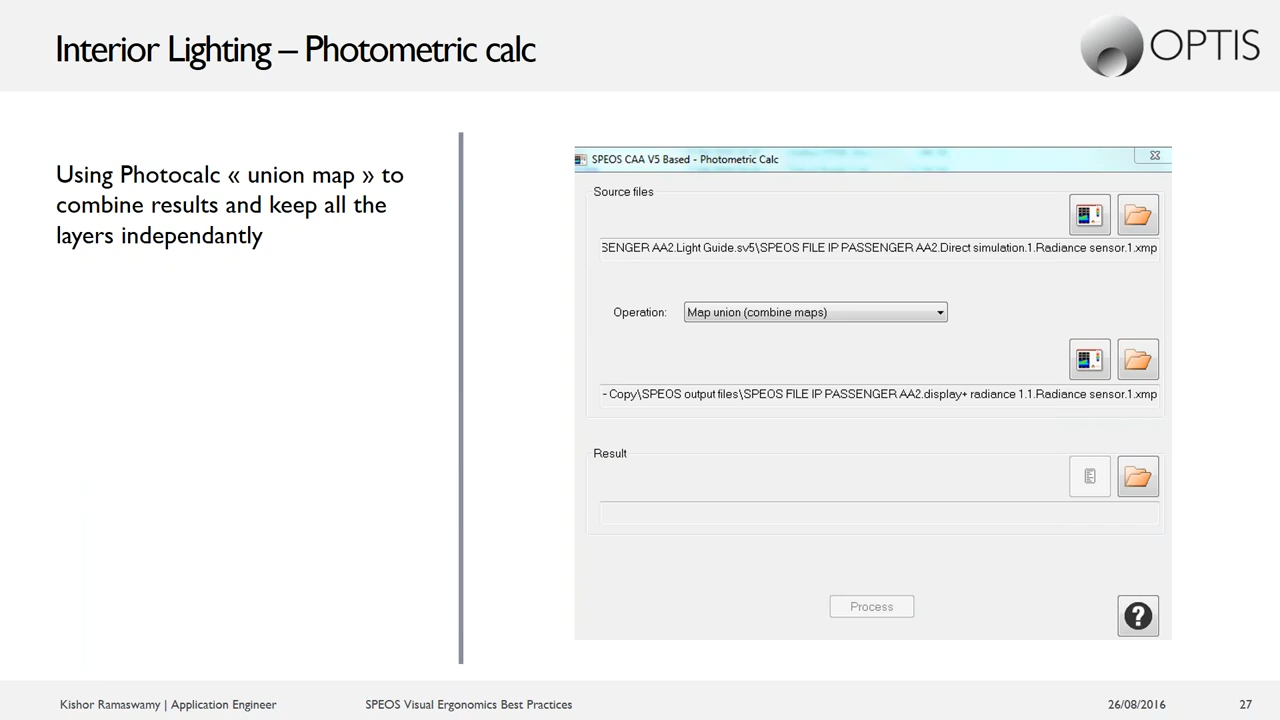 Interior Lighting – Photometric calc
OPTIS
Using Photocalc « union map » to
combine results and keep all the
layers independantly
SPEOS CAA V5 Based - Photometric Calc
Source files
SENGER AA2.Light Guide.sv5\SPEOS FILE IP PASSENGER AA2.Direct simulation.1.Radiance sensor.1.xmp
Operation: Map union (combine maps)
- Copy\SPEOS output files\SPEOS FILE IP PASSENGER AA2.display+ radiance 1.1.Radiance sensor.1.xmp
Result
Process
?
Kishor Ramaswamy | Application Engineer SPEOS Visual Ergonomics Best Practices 26/08/2016 27